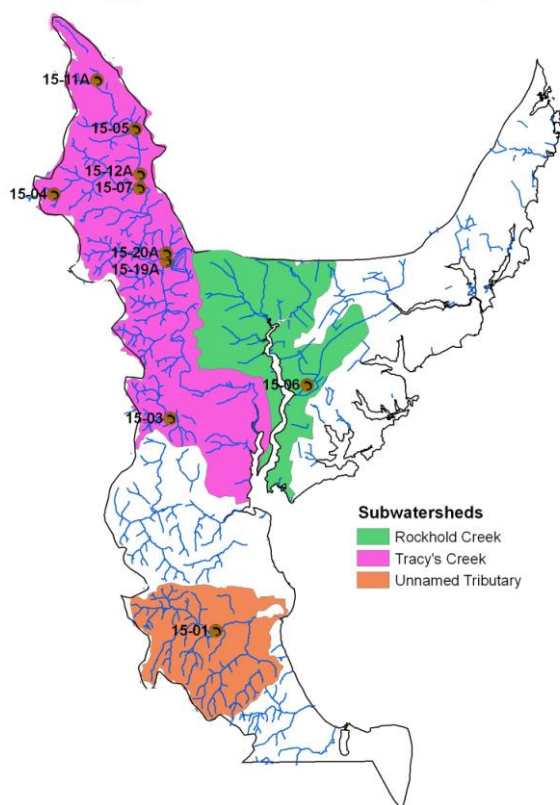 15-11A
15-05
15-12A
15-07
15-04
15-20A
15-19A
15-06
15-03
Subwatersheds
Rockhold Creek
Tracy's Creek
Unnamed Tributary
15-01